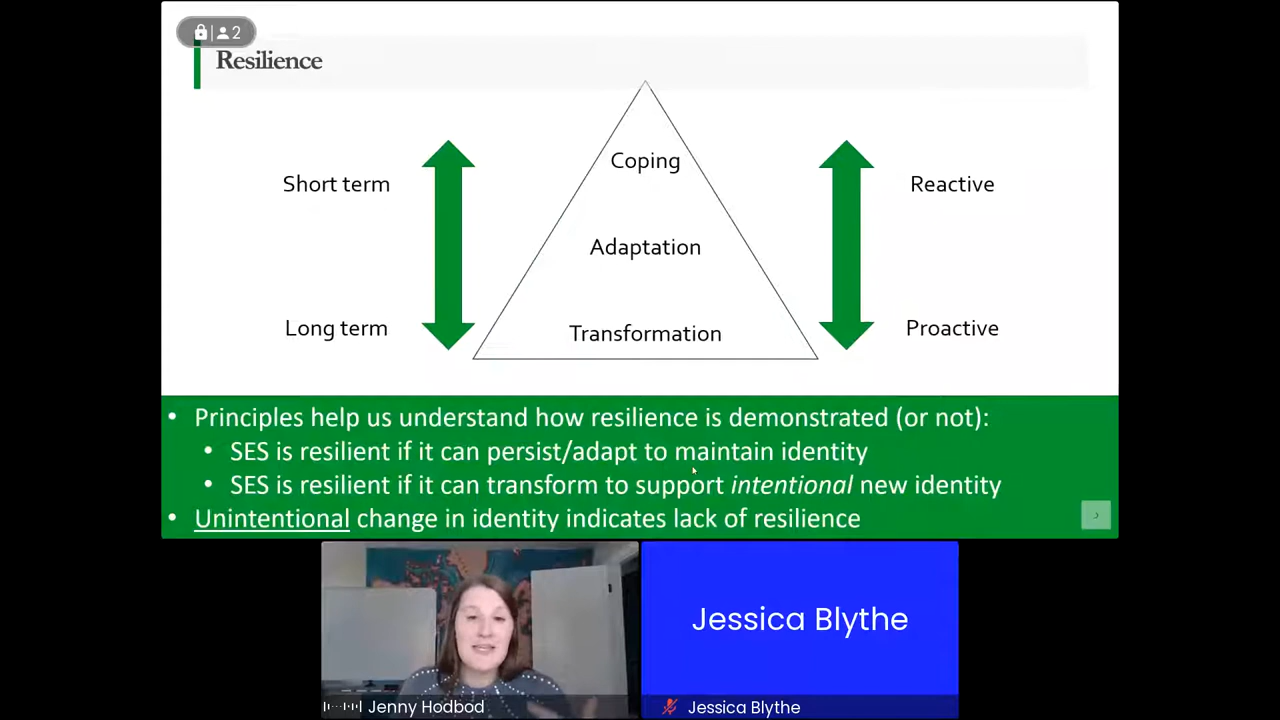 2
Resilience
Coping
Short term
Reactive
Adaptation
Long term
Transformation
Proactive
• Principles help us understand how resilience is demonstrated (or not):
• SES is resilient if it can persist/adapt to maintain identity
• SES is resilient if it can transform to support intentional new identity
• Unintentional change in identity indicates lack of resilience
Jessica Blythe
Jenny Hodbod
Jessica Blythe